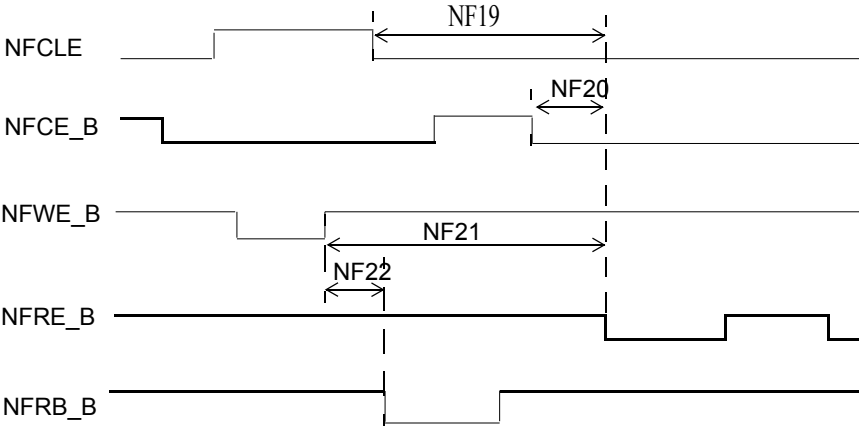 NF19
NFCLE
NF20
NFCE_B
NFWE_B
NF21
NF22
NFRE_B
NFRB_B